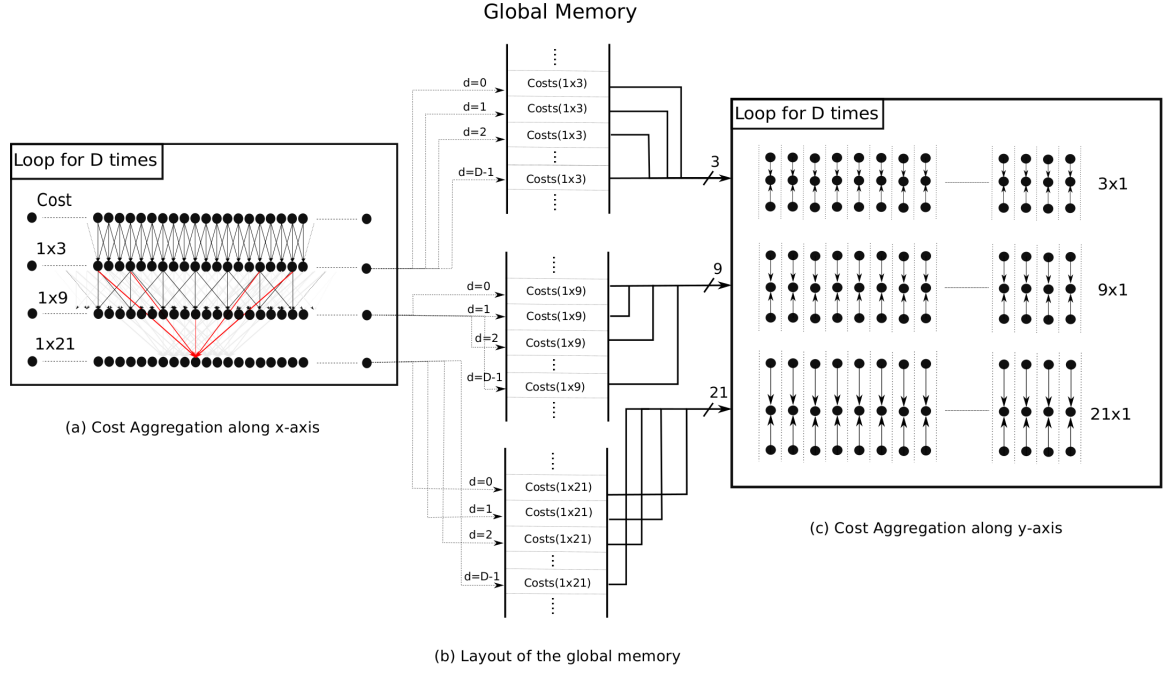 Global Memory
Loop for D times
Cost
1x3
1x9
1x21
(a) Cost Aggregation along x-axis
d=0
d=1
d=2
d=D-1
Costs(1x3)
Costs(1x3)
Costs(1x3)
Costs(1x3)
d=0
d=1
d=2
d=D-1
Costs(1x9)
Costs(1x9)
Costs(1x9)
Costs(1x9)
d=0
d=1
d=2
d=D-1
Costs(1x21)
Costs(1x21)
Costs(1x21)
Costs(1x21)
(b) Layout of the global memory
3
9
21
Loop for D times
3x1
9x1
21x1
(c) Cost Aggregation along y-axis